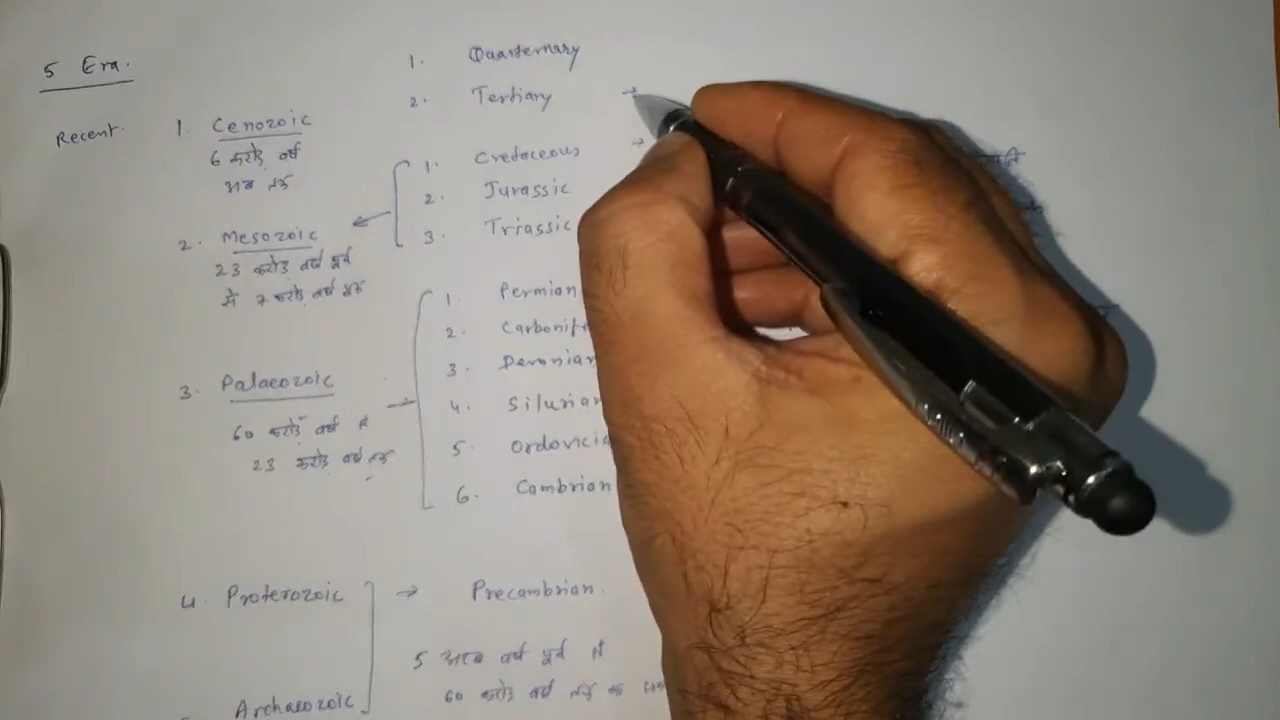 5 Era.
1. Quaternary
2. Tertiary →
Recent.
1. Cenozoic
6 करोड़ वर्ष
अब तक
1. Cretaceous →
2. Jurassic
3. Triassic
2. Mesozoic
23 करोड़ वर्ष पूर्व
से 7 करोड़ वर्ष पूर्व
1. Permian
2. Carbonif
3. Devonian
4. Silurian
5. Ordovicia
6. Cambrian
3. Palaeozoic
60 करोड़ वर्ष से
23 करोड़ वर्ष तक
4. Proterozoic → Precambrian.
5 अरब वर्ष पूर्व से
60 करोड़ वर्ष तक का
Archaeozoic